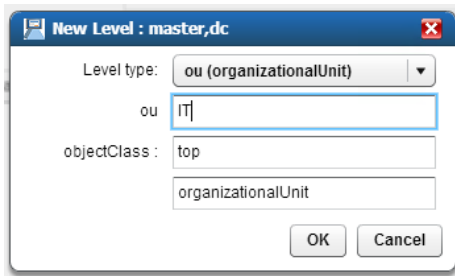 New Level : master,dc
Level type: ou (organizationalUnit)
ou IT
objectClass : top
organizationalUnit
OK Cancel